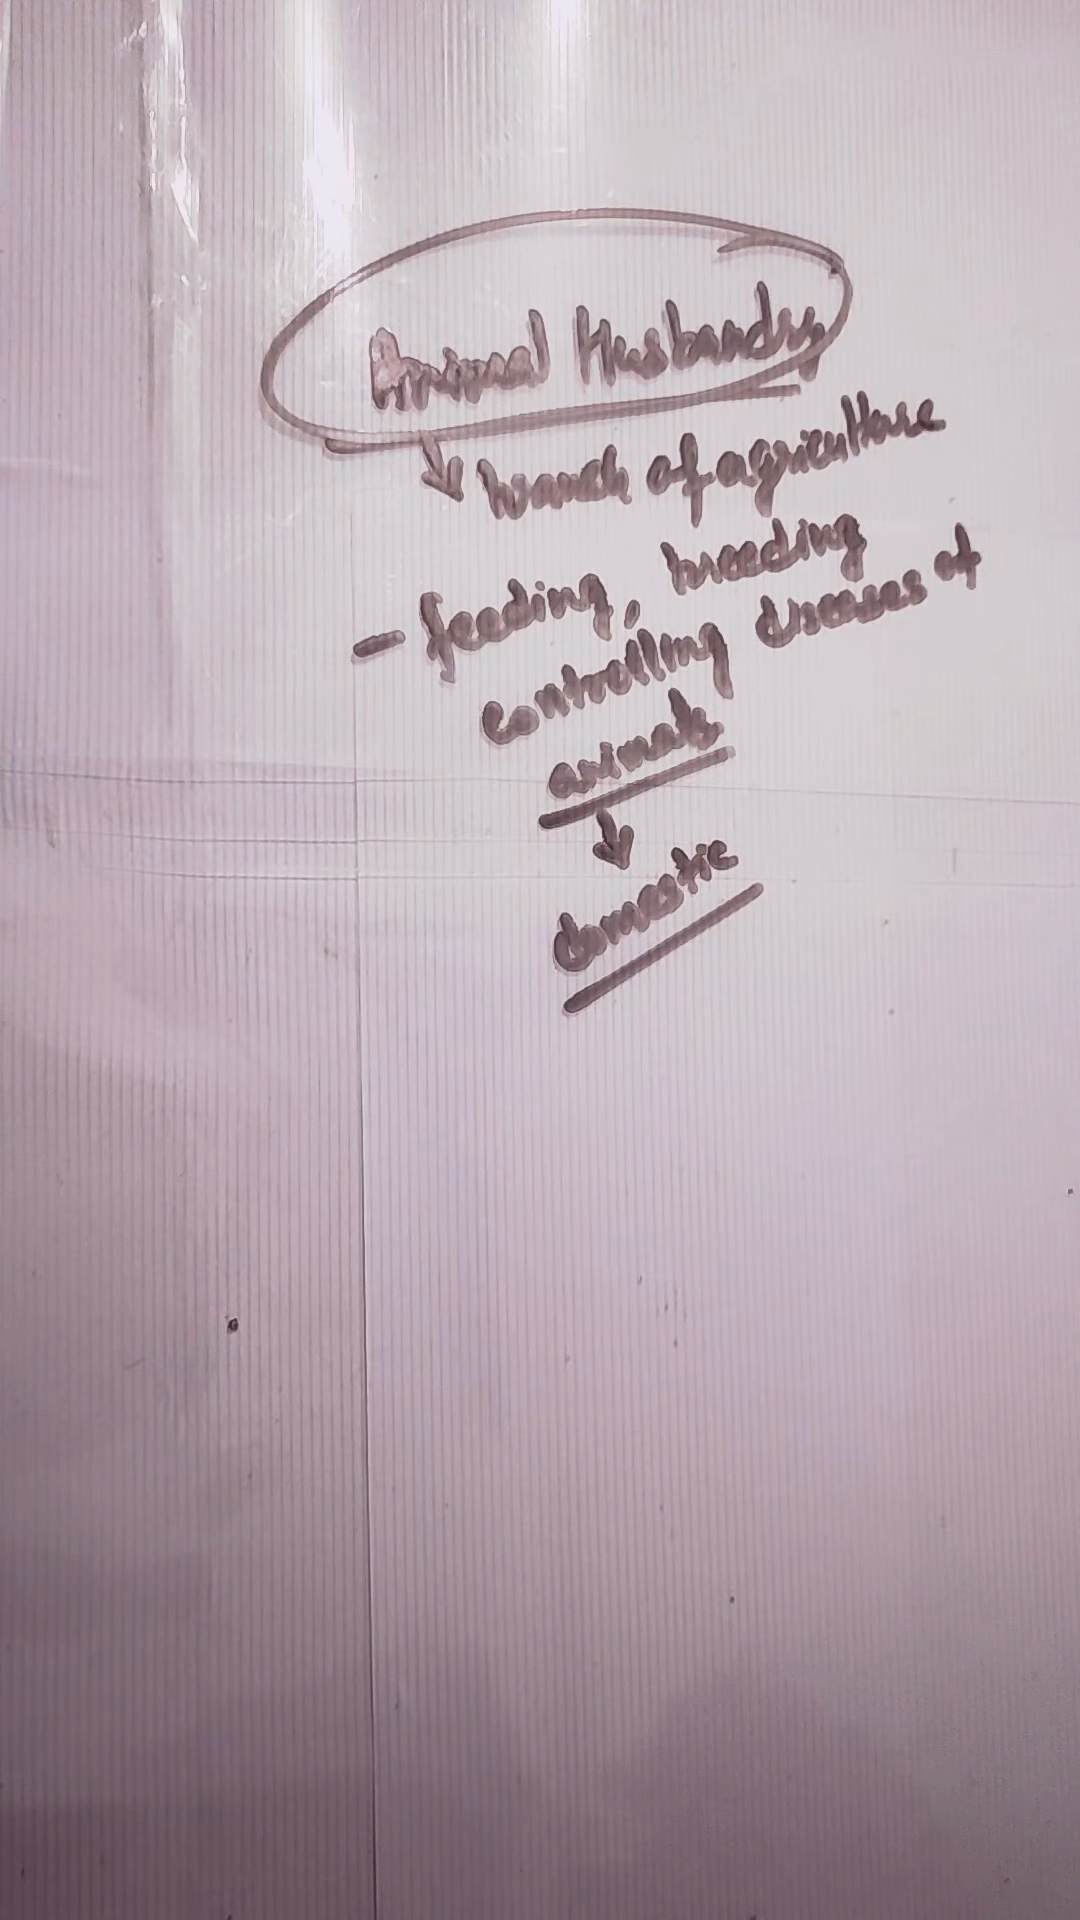 Animal Husbandry
↓ branch of agriculture
- feeding, breeding
controlling diseases of
animals
↓
domestic